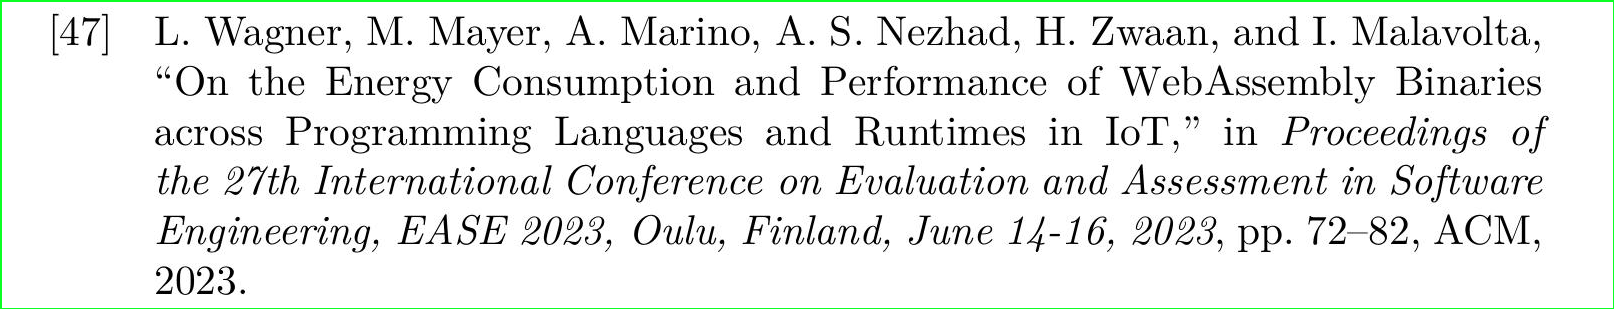 [47] L. Wagner, M. Mayer, A. Marino, A. S. Nezhad, H. Zwaan, and I. Malavolta,
“On the Energy Consumption and Performance of WebAssembly Binaries
across Programming Languages and Runtimes in IoT,” in Proceedings of
the 27th International Conference on Evaluation and Assessment in Software
Engineering, EASE 2023, Oulu, Finland, June 14-16, 2023, pp. 72–82, ACM,
2023.